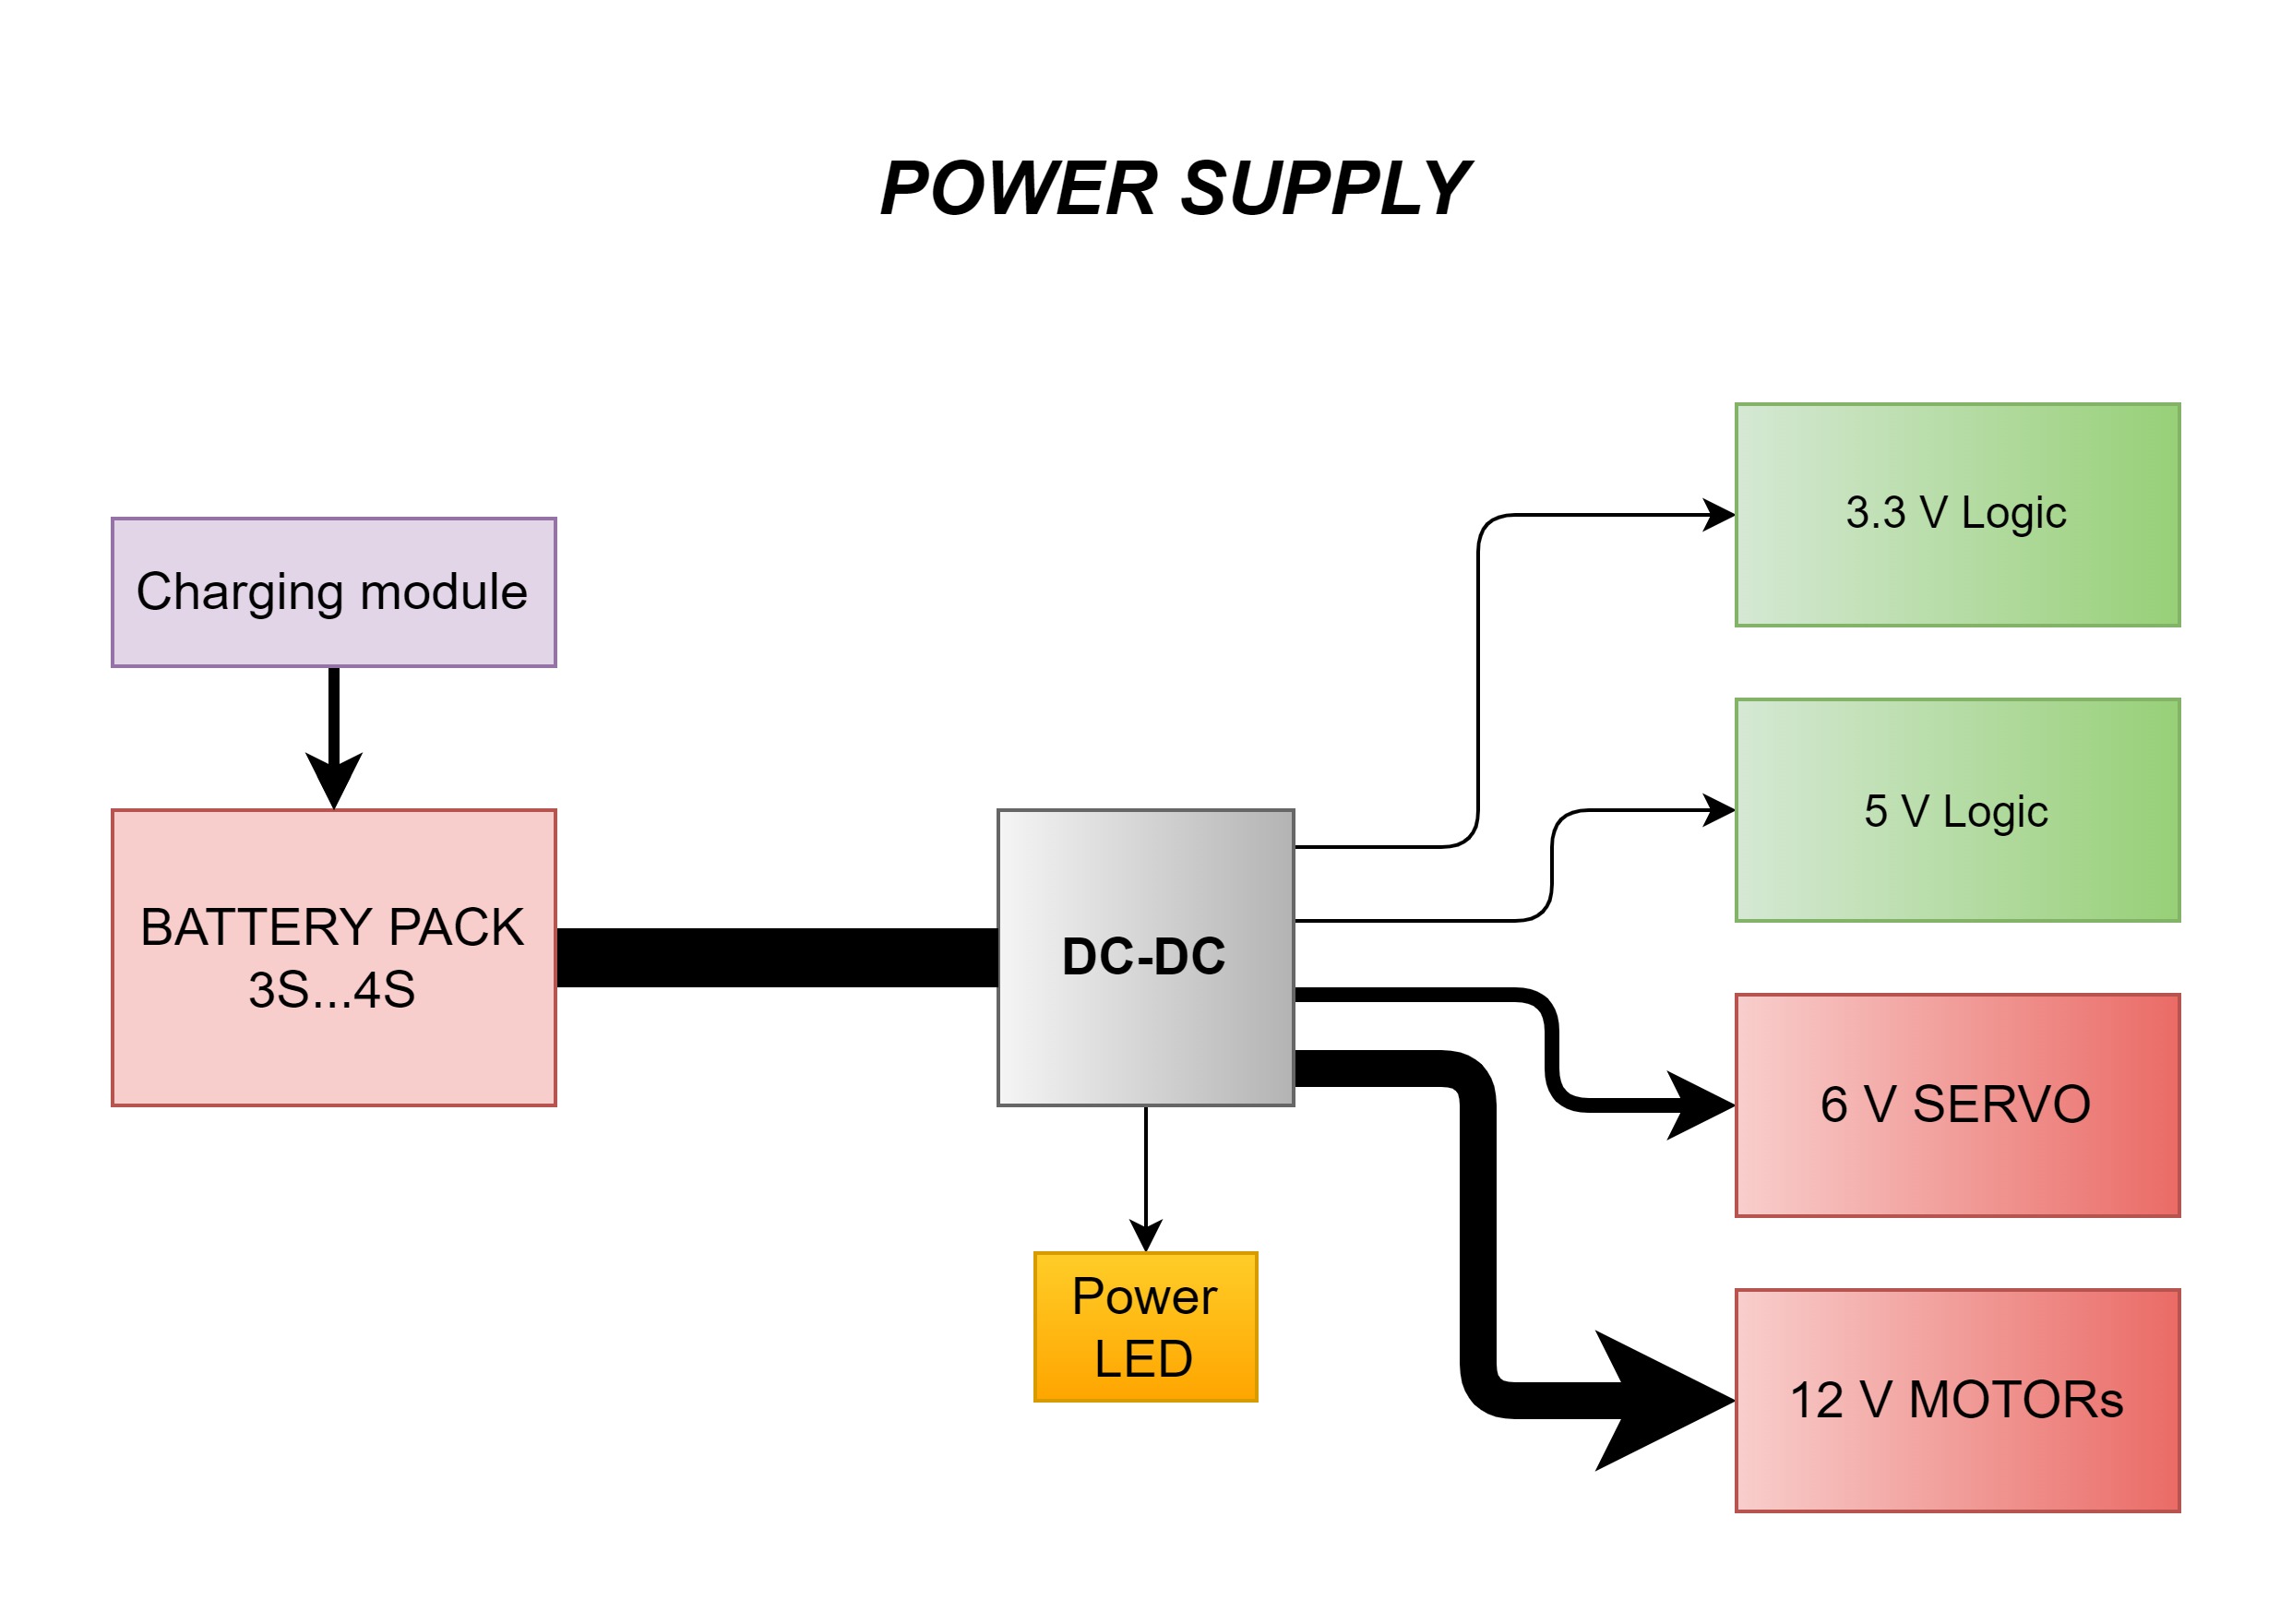 POWER SUPPLY
Charging module
BATTERY PACK
3S...4S
DC-DC
Power
LED
3.3 V Logic
5 V Logic
6 V SERVO
12 V MOTORs